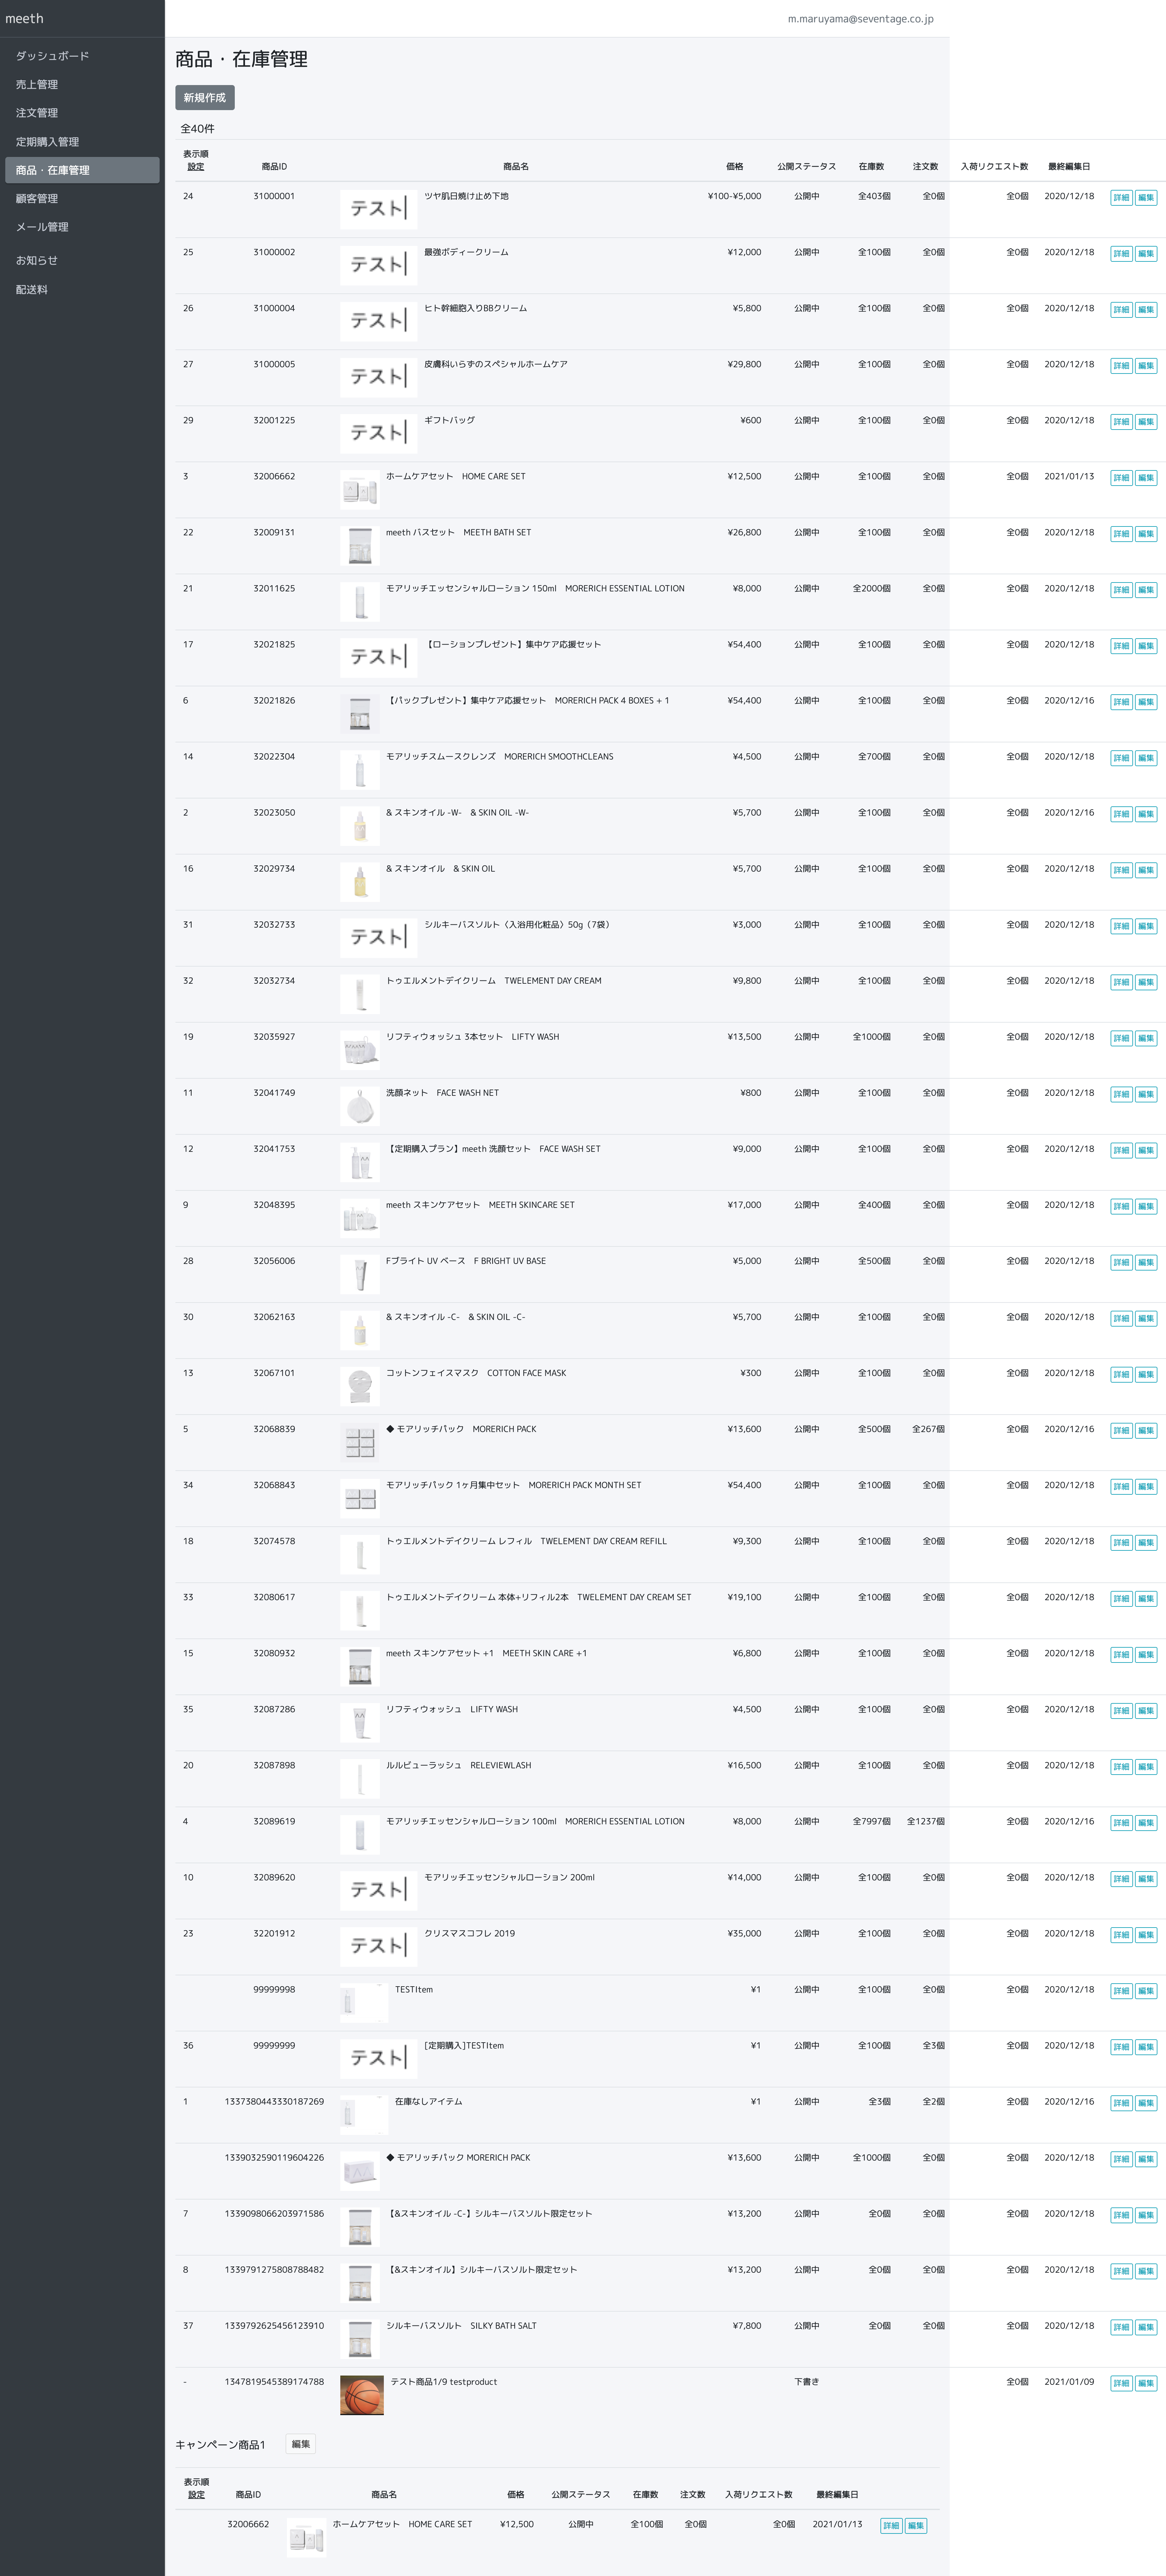 meeth
m.maruyama@seventage.co.jp
ダッシュボード
売上管理
注文管理
定期購入管理
商品・在庫管理
顧客管理
メール管理
お知らせ
配送料
商品・在庫管理
新規作成
全40件
表示順
設定 商品ID 商品名 価格 公開ステータス 在庫数 注文数 入荷リクエスト数 最終編集日
24 31000001 テスト ツヤ肌日焼け止め下地 ¥100-¥5,000 公開中 全403個 全0個 全0個 2020/12/18 詳細 編集
25 31000002 テスト 最強ボディークリーム ¥12,000 公開中 全100個 全0個 全0個 2020/12/18 詳細 編集
26 31000004 テスト ヒト幹細胞入りBBクリーム ¥5,800 公開中 全100個 全0個 全0個 2020/12/18 詳細 編集
27 31000005 テスト 皮膚科いらずのスペシャルホームケア ¥29,800 公開中 全100個 全0個 全0個 2020/12/18 詳細 編集
29 32001225 テスト ギフトバッグ ¥600 公開中 全100個 全0個 全0個 2020/12/18 詳細 編集
3 32006662 ホームケアセット　HOME CARE SET ¥12,500 公開中 全100個 全0個 全0個 2021/01/13 詳細 編集
22 32009131 meeth バスセット　MEETH BATH SET ¥26,800 公開中 全100個 全0個 全0個 2020/12/18 詳細 編集
21 32011625 モアリッチエッセンシャルローション 150ml　MORERICH ESSENTIAL LOTION ¥8,000 公開中 全2000個 全0個 全0個 2020/12/18 詳細 編集
17 32021825 テスト 【ローションプレゼント】集中ケア応援セット ¥54,400 公開中 全100個 全0個 全0個 2020/12/18 詳細 編集
6 32021826 【パックプレゼント】集中ケア応援セット　MORERICH PACK 4 BOXES + 1 ¥54,400 公開中 全100個 全0個 全0個 2020/12/16 詳細 編集
14 32022304 モアリッチスムースクレンズ　MORERICH SMOOTHCLEANS ¥4,500 公開中 全700個 全0個 全0個 2020/12/18 詳細 編集
2 32023050 & スキンオイル -W-　& SKIN OIL -W- ¥5,700 公開中 全100個 全0個 全0個 2020/12/16 詳細 編集
16 32029734 & スキンオイル　& SKIN OIL ¥5,700 公開中 全100個 全0個 全0個 2020/12/18 詳細 編集
31 32032733 テスト シルキーバスソルト〈入浴用化粧品〉50g（7袋） ¥3,000 公開中 全100個 全0個 全0個 2020/12/18 詳細 編集
32 32032734 トゥエルメントデイクリーム　TWELEMENT DAY CREAM ¥9,800 公開中 全100個 全0個 全0個 2020/12/18 詳細 編集
19 32035927 リフティウォッシュ 3本セット　LIFTY WASH ¥13,500 公開中 全1000個 全0個 全0個 2020/12/18 詳細 編集
11 32041749 洗顔ネット　FACE WASH NET ¥800 公開中 全100個 全0個 全0個 2020/12/18 詳細 編集
12 32041753 【定期購入プラン】meeth 洗顔セット　FACE WASH SET ¥9,000 公開中 全100個 全0個 全0個 2020/12/18 詳細 編集
9 32048395 meeth スキンケアセット　MEETH SKINCARE SET ¥17,000 公開中 全400個 全0個 全0個 2020/12/18 詳細 編集
28 32056006 Fブライト UV ベース　F BRIGHT UV BASE ¥5,000 公開中 全500個 全0個 全0個 2020/12/18 詳細 編集
30 32062163 & スキンオイル -C-　& SKIN OIL -C- ¥5,700 公開中 全100個 全0個 全0個 2020/12/18 詳細 編集
13 32067101 コットンフェイスマスク　COTTON FACE MASK ¥300 公開中 全100個 全0個 全0個 2020/12/18 詳細 編集
5 32068839 ◆ モアリッチパック　MORERICH PACK ¥13,600 公開中 全500個 全267個 全0個 2020/12/16 詳細 編集
34 32068843 モアリッチパック 1ヶ月集中セット　MORERICH PACK MONTH SET ¥54,400 公開中 全100個 全0個 全0個 2020/12/18 詳細 編集
18 32074578 トゥエルメントデイクリーム レフィル　TWELEMENT DAY CREAM REFILL ¥9,300 公開中 全100個 全0個 全0個 2020/12/18 詳細 編集
33 32080617 トゥエルメントデイクリーム 本体+リフィル2本　TWELEMENT DAY CREAM SET ¥19,100 公開中 全100個 全0個 全0個 2020/12/18 詳細 編集
15 32080932 meeth スキンケアセット +1　MEETH SKIN CARE +1 ¥6,800 公開中 全100個 全0個 全0個 2020/12/18 詳細 編集
35 32087286 リフティウォッシュ　LIFTY WASH ¥4,500 公開中 全100個 全0個 全0個 2020/12/18 詳細 編集
20 32087898 ルルビューラッシュ　RELEVIEWLASH ¥16,500 公開中 全100個 全0個 全0個 2020/12/18 詳細 編集
4 32089619 モアリッチエッセンシャルローション 100ml　MORERICH ESSENTIAL LOTION ¥8,000 公開中 全7997個 全1237個 全0個 2020/12/16 詳細 編集
10 32089620 テスト モアリッチエッセンシャルローション 200ml ¥14,000 公開中 全100個 全0個 全0個 2020/12/18 詳細 編集
23 32201912 テスト クリスマスコフレ 2019 ¥35,000 公開中 全100個 全0個 全0個 2020/12/18 詳細 編集
99999998 TESTItem ¥1 公開中 全100個 全0個 全0個 2020/12/18 詳細 編集
36 99999999 テスト [定期購入]TESTItem ¥1 公開中 全100個 全3個 全0個 2020/12/18 詳細 編集
1 1337380443330187269 在庫なしアイテム ¥1 公開中 全3個 全2個 全0個 2020/12/16 詳細 編集
1339032590119604226 ◆ モアリッチパック MORERICH PACK ¥13,600 公開中 全1000個 全0個 全0個 2020/12/18 詳細 編集
7 1339098066203971586 【&スキンオイル -C-】シルキーバスソルト限定セット ¥13,200 公開中 全0個 全0個 全0個 2020/12/18 詳細 編集
8 1339791275808788482 【&スキンオイル】シルキーバスソルト限定セット ¥13,200 公開中 全0個 全0個 全0個 2020/12/18 詳細 編集
37 1339792625456123910 シルキーバスソルト　SILKY BATH SALT ¥7,800 公開中 全0個 全0個 全0個 2020/12/18 詳細 編集
- 1347819545389174788 テスト商品1/9 testproduct 下書き 全0個 2021/01/09 詳細 編集
キャンペーン商品1 編集
表示順
設定 商品ID 商品名 価格 公開ステータス 在庫数 注文数 入荷リクエスト数 最終編集日
32006662 ホームケアセット　HOME CARE SET ¥12,500 公開中 全100個 全0個 全0個 2021/01/13 詳細 編集